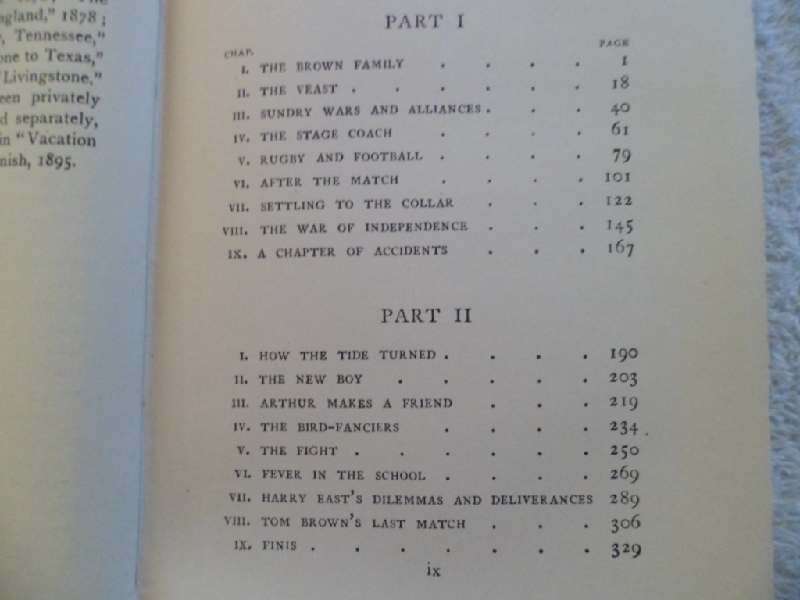 The
ngland," 1878 ;
, Tennessee,"
one to Texas,"
Livingstone."
een privately
d separately,
in "Vacation
nish, 1895.
PART I
CHAP. PAGE
I. THE BROWN FAMILY . . . . 1
II. THE VEAST . . . . . . 18
III. SUNDRY WARS AND ALLIANCES . . . 40
IV. THE STAGE COACH . . . . 61
V. RUGBY AND FOOTBALL . . . . 79
VI. AFTER THE MATCH . . . . 101
VII. SETTLING TO THE COLLAR . . . 122
VIII. THE WAR OF INDEPENDENCE . . . 145
IX. A CHAPTER OF ACCIDENTS . . . 167
PART II
I. HOW THE TIDE TURNED . . . . 190
II. THE NEW BOY . . . . . 203
III. ARTHUR MAKES A FRIEND . . . 219
IV. THE BIRD-FANCIERS . . . . 234
V. THE FIGHT . . . . . . 250
VI. FEVER IN THE SCHOOL . . . . 269
VII. HARRY EAST'S DILEMMAS AND DELIVERANCES 289
VIII. TOM BROWN'S LAST MATCH . . . 306
IX. FINIS . . . . . . . 329
ix